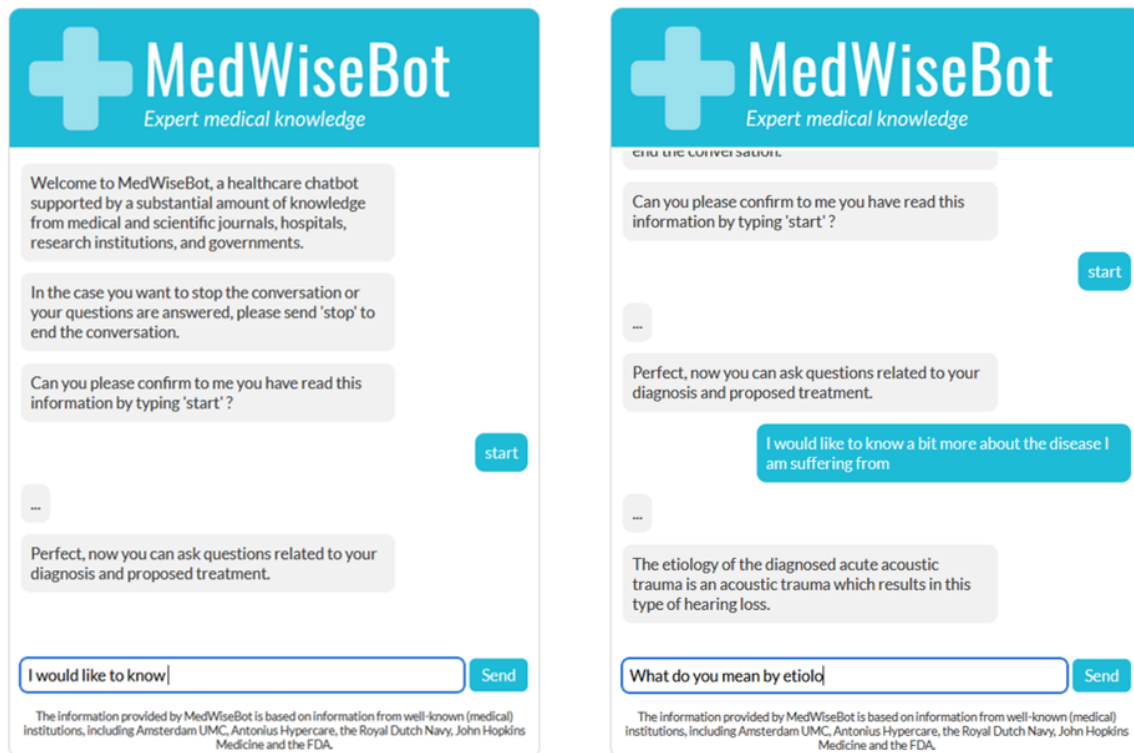 MedWiseBot
Expert medical knowledge
Welcome to MedWiseBot, a healthcare chatbot
supported by a substantial amount of knowledge
from medical and scientific journals, hospitals,
research institutions, and governments.
In the case you want to stop the conversation or
your questions are answered, please send 'stop' to
end the conversation.
Can you please confirm to me you have read this
information by typing 'start' ?
start
...
Perfect, now you can ask questions related to your
diagnosis and proposed treatment.
I would like to know
Send
The information provided by MedWiseBot is based on information from well-known (medical)
institutions, including Amsterdam UMC, Antonius Hypercare, the Royal Dutch Navy, John Hopkins
Medicine and the FDA.
MedWiseBot
Expert medical knowledge
end the conversation.
Can you please confirm to me you have read this
information by typing 'start' ?
start
...
Perfect, now you can ask questions related to your
diagnosis and proposed treatment.
I would like to know a bit more about the disease I
am suffering from
...
The etiology of the diagnosed acute acoustic
trauma is an acoustic trauma which results in this
type of hearing loss.
What do you mean by etiolo
Send
The information provided by MedWiseBot is based on information from well-known (medical)
institutions, including Amsterdam UMC, Antonius Hypercare, the Royal Dutch Navy, John Hopkins
Medicine and the FDA.